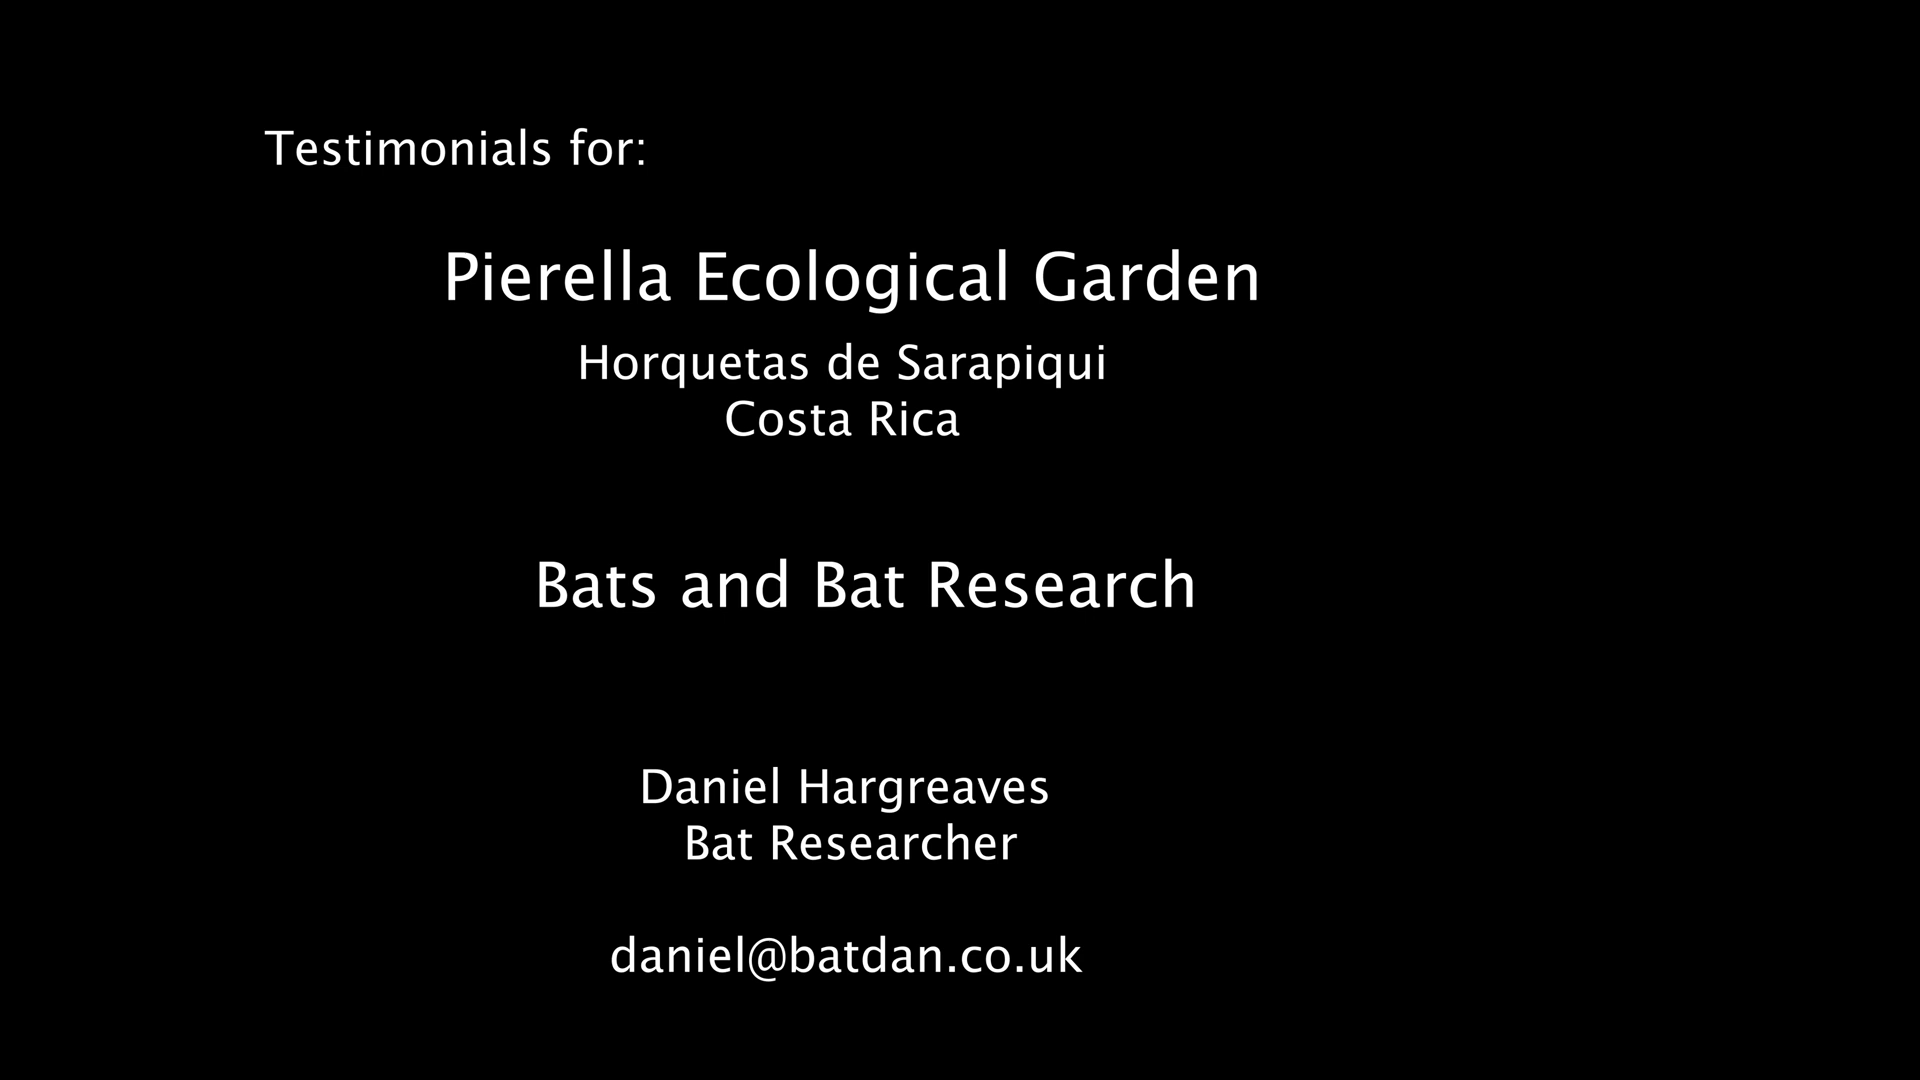 Testimonials for:
Pierella Ecological Garden
Horquetas de Sarapiqui
Costa Rica
Bats and Bat Research
Daniel Hargreaves
Bat Researcher
daniel@batdan.co.uk